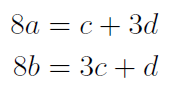 8a = c + 3d
8b = 3c + d